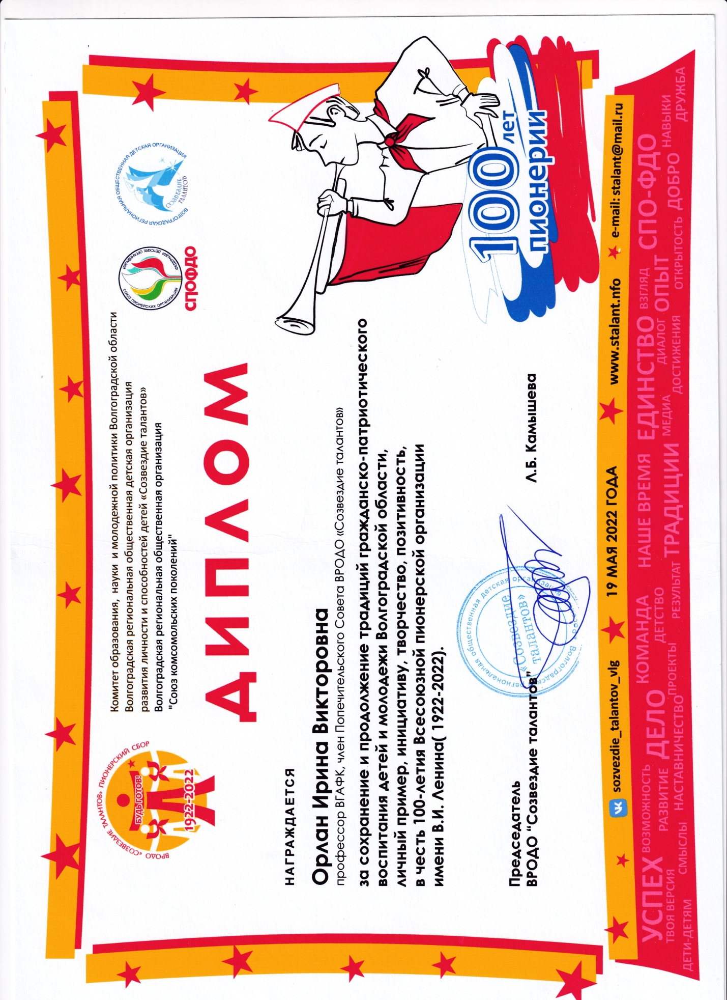 ВРОДО «СОЗВЕЗДИЕ ТАЛАНТОВ» ПИОНЕРСКИЙ СБОР
БУДЬ ГОТОВ!
1922-2022
Комитет образования, науки и молодежной политики Волгоградской области
Волгоградская региональная общественная детская организация
развития личности и способностей детей «Созвездие талантов»
Волгоградская региональная общественная организация
"Союз комсомольских поколений"
СОЮЗ ПИОНЕРСКИХ ОРГАНИЗАЦИЙ
ФЕДЕРАЦИЯ ДЕТСКИХ ОРГАНИЗАЦИЙ
СПОФДО
ВОЛГОГРАДСКАЯ РЕГИОНАЛЬНАЯ ОБЩЕСТВЕННАЯ ДЕТСКАЯ ОРГАНИЗАЦИЯ
СОЗВЕЗДИЕ
ТАЛАНТОВ
ДИПЛОМ
НАГРАЖДАЕТСЯ
Орлан Ирина Викторовна
профессор ВГАФК, член Попечительского Совета ВРОДО «Созвездие талантов»
за сохранение и продолжение традиций гражданско-патриотического
воспитания детей и молодежи Волгоградской области,
личный пример, инициативу, творчество, позитивность,
в честь 100-летия Всесоюзной пионерской организации
имени В.И. Ленина( 1922-2022).
100 лет
пионерии
Председатель
ВРОДО “Созвездие талантов”
Л.Б. Камышева
региональная общественная детская организация
«Созвездие
талантов»
sozvezdie_talantov_vlg
19 МАЯ 2022 ГОДА
www.stalant.nfo
e-mail: stalant@mail.ru
УСПЕХ ВОЗМОЖНОСТЬ КОМАНДА НАШЕ ВРЕМЯ ЕДИНСТВО ВЗГЛЯД СПО-ФДО
ТВОЯ ВЕРСИЯ РАЗВИТИЕ ДЕЛО ДЕТСТВО ТРАДИЦИИ МЕДИА ДИАЛОГ ОПЫТ ДОБРО НАВЫКИ
ДЕТИ-ДЕТЯМ СМЫСЛЫ НАСТАВНИЧЕСТВО ПРОЕКТЫ РЕЗУЛЬТАТ ДОСТИЖЕНИЯ ОТКРЫТОСТЬ ДРУЖБА